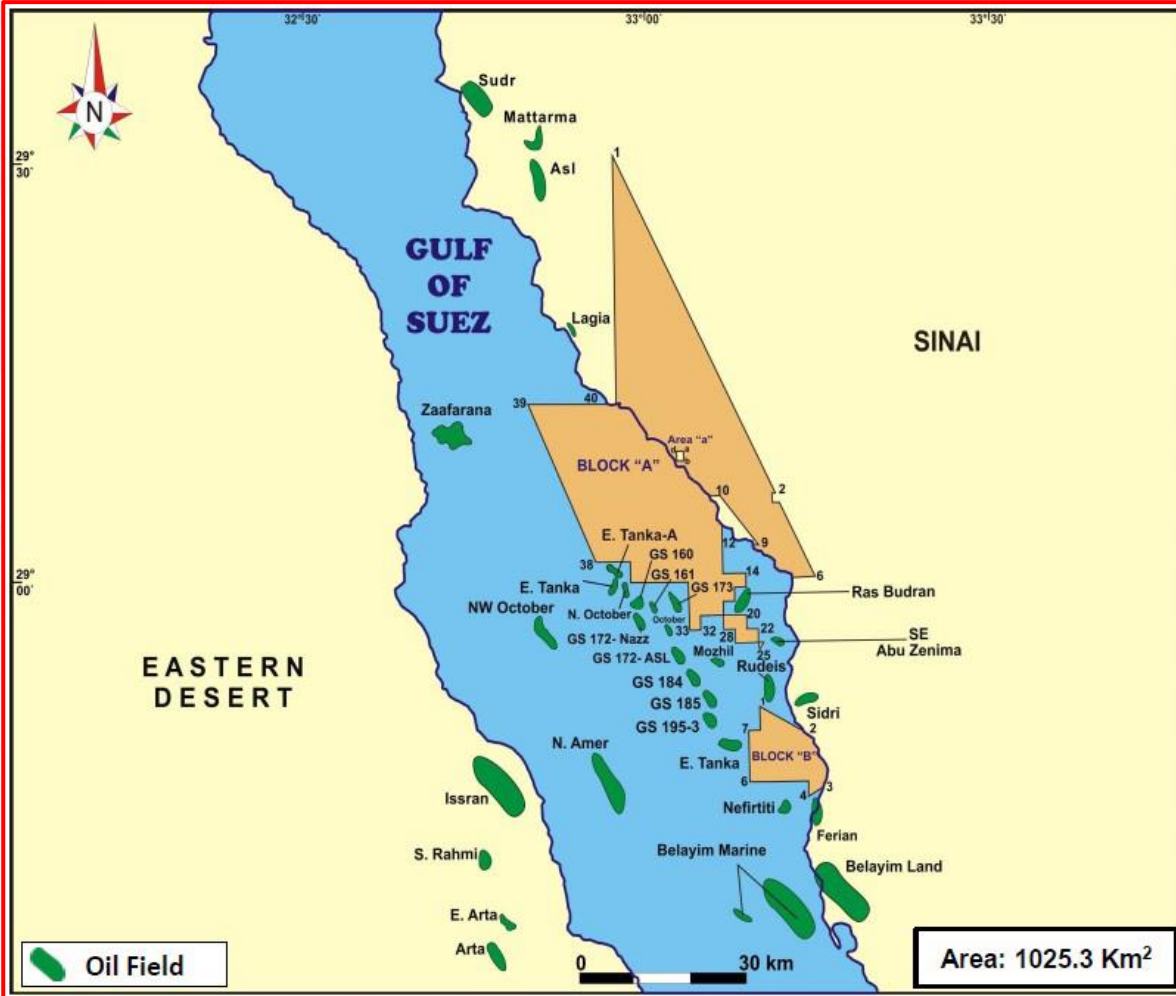 32° 30'
33° 00'
33° 30'
N
Sudr
Mattarma
29°
30'
1
Asl
GULF
OF
SUEZ
Lagia
SINAI
39
40
Zaafarana
Area "a"
BLOCK "A"
10
2
E. Tanka-A
12
9
GS 160
38
GS 161
14
6
29°
00'
E. Tanka
GS 173
Ras Budran
NW October
N. October
October
20
33
32
28
22
SE
Abu Zenima
GS 172- Nazz
Mozhil
25
GS 172- ASL
Rudeis
EASTERN
DESERT
GS 184
GS 185
1
Sidri
GS 195-3
7
2
N. Amer
E. Tanka
BLOCK "B"
6
4
3
Issran
Nefirtiti
Ferian
S. Rahmi
Belayim Marine
Belayim Land
E. Arta
Arta
Oil Field
0
30 km
Area: 1025.3 Km²